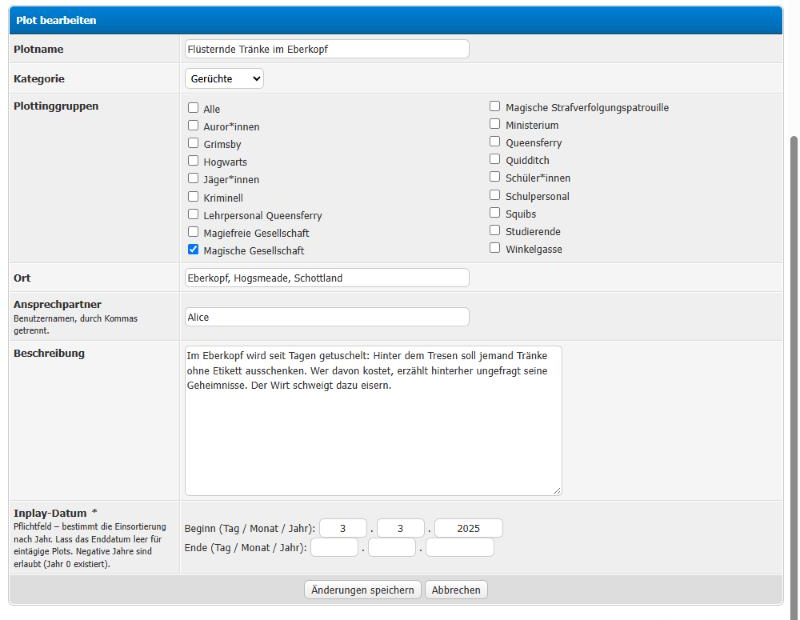 Plot bearbeiten
Plotname
Flüsternde Tränke im Eberkopf
Kategorie
Gerüchte
Plottinggruppen
Alle
Auror*innen
Grimsby
Hogwarts
Jäger*innen
Kriminell
Lehrpersonal Queensferry
Magiefreie Gesellschaft
Magische Gesellschaft
Magische Strafverfolgungspatrouille
Ministerium
Queensferry
Quidditch
Schüler*innen
Schulpersonal
Squibs
Studierende
Winkelgasse
Ort
Eberkopf, Hogsmeade, Schottland
Ansprechpartner
Benutzernamen, durch Kommas
getrennt.
Alice
Beschreibung
Im Eberkopf wird seit Tagen getuschelt: Hinter dem Tresen soll jemand Tränke
ohne Etikett ausschenken. Wer davon kostet, erzählt hinterher ungefragt seine
Geheimnisse. Der Wirt schweigt dazu eisern.
Inplay-Datum *
Pflichtfeld – bestimmt die Einsortierung
nach Jahr. Lass das Enddatum leer für
eintägige Plots. Negative Jahre sind
erlaubt (Jahr 0 existiert).
Beginn (Tag / Monat / Jahr): 3 . 3 . 2025
Ende (Tag / Monat / Jahr): . .
Änderungen speichern Abbrechen